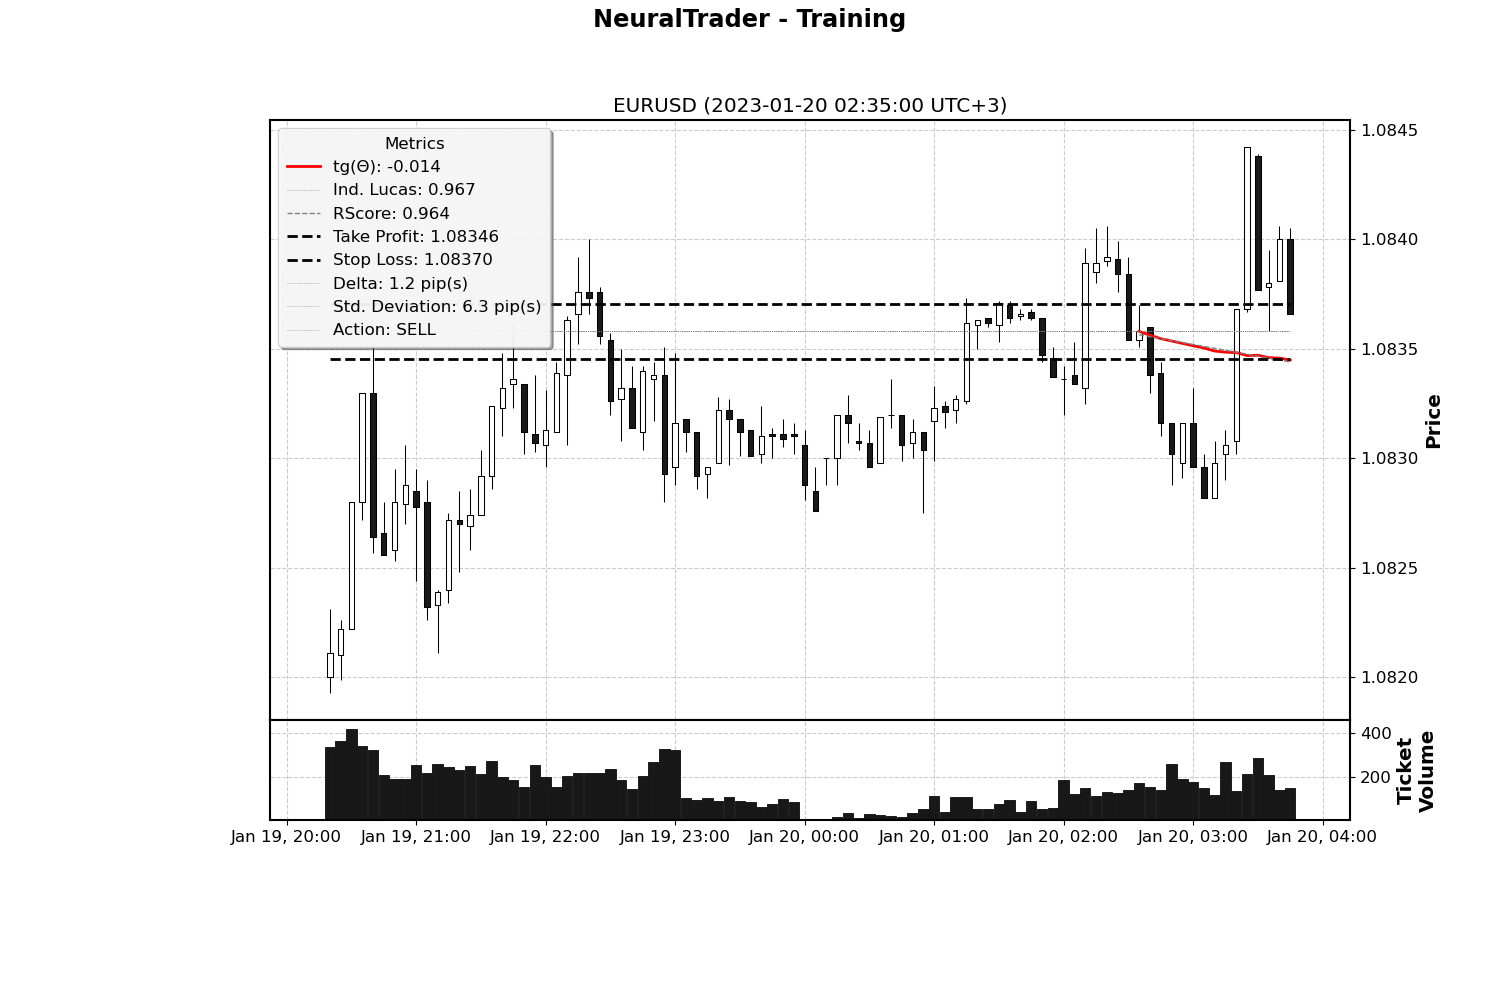 NeuralTrader - Training
EURUSD (2023-01-20 02:35:00 UTC+3)
Metrics
tg(Θ): -0.014
Ind. Lucas: 0.967
RScore: 0.964
Take Profit: 1.08346
Stop Loss: 1.08370
Delta: 1.2 pip(s)
Std. Deviation: 6.3 pip(s)
Action: SELL
1.0845
1.0840
1.0835
1.0830
1.0825
1.0820
Price
400
200
Ticket
Volume
Jan 19, 20:00
Jan 19, 21:00
Jan 19, 22:00
Jan 19, 23:00
Jan 20, 00:00
Jan 20, 01:00
Jan 20, 02:00
Jan 20, 03:00
Jan 20, 04:00